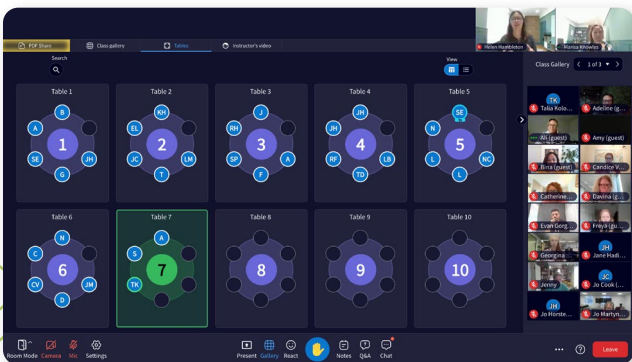 PDF Share
Class gallery
Tables
Instructor's video
Helen Hambleton
Marisa Knowles
Search
View
Class Gallery
1 of 3
Table 1
B
A
SE
JH
G
1
Table 2
KH
EL
JC
LM
T
2
Table 3
J
RH
SP
A
F
3
Table 4
JH
JH
RF
LB
TD
4
Table 5
SE
N
L
NC
L
5
Table 6
N
C
CV
JM
D
6
Table 7
A
S
TK
7
Table 8
8
Table 9
9
Table 10
10
TK
Talia Kolo...
Adeline (g...
Ali (guest)
Amy (guest)
Bina (guest)
Candice V...
Catherine...
Davina (g...
Evan Gorg...
Freya (gu...
Georgina...
JH
Jane Hadi...
Jenny
JC
Jo Cook (...
JH
Jo Horste...
Jo Martyn...
Room Mode
Camera
Mic
Settings
Present
Gallery
React
Notes
Q&A
Chat
Leave